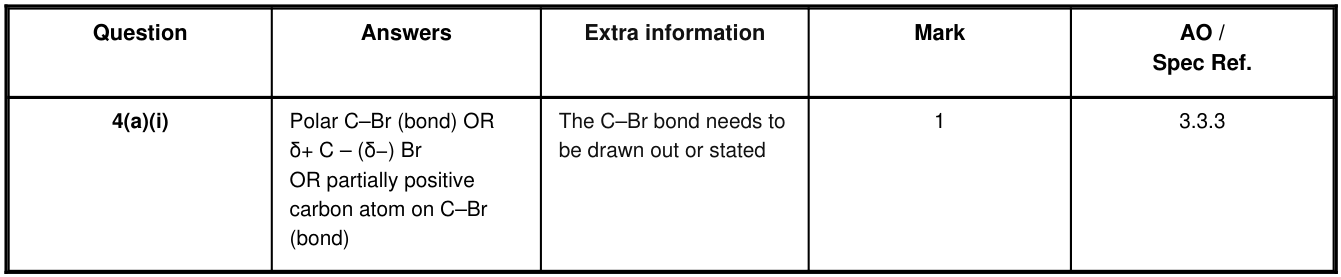 Question
Answers
Extra information
Mark
AO /
Spec Ref.
4(a)(i)
Polar C–Br (bond) OR
δ+ C – (δ–) Br
OR partially positive
carbon atom on C–Br
(bond)
The C–Br bond needs to
be drawn out or stated
1
3.3.3